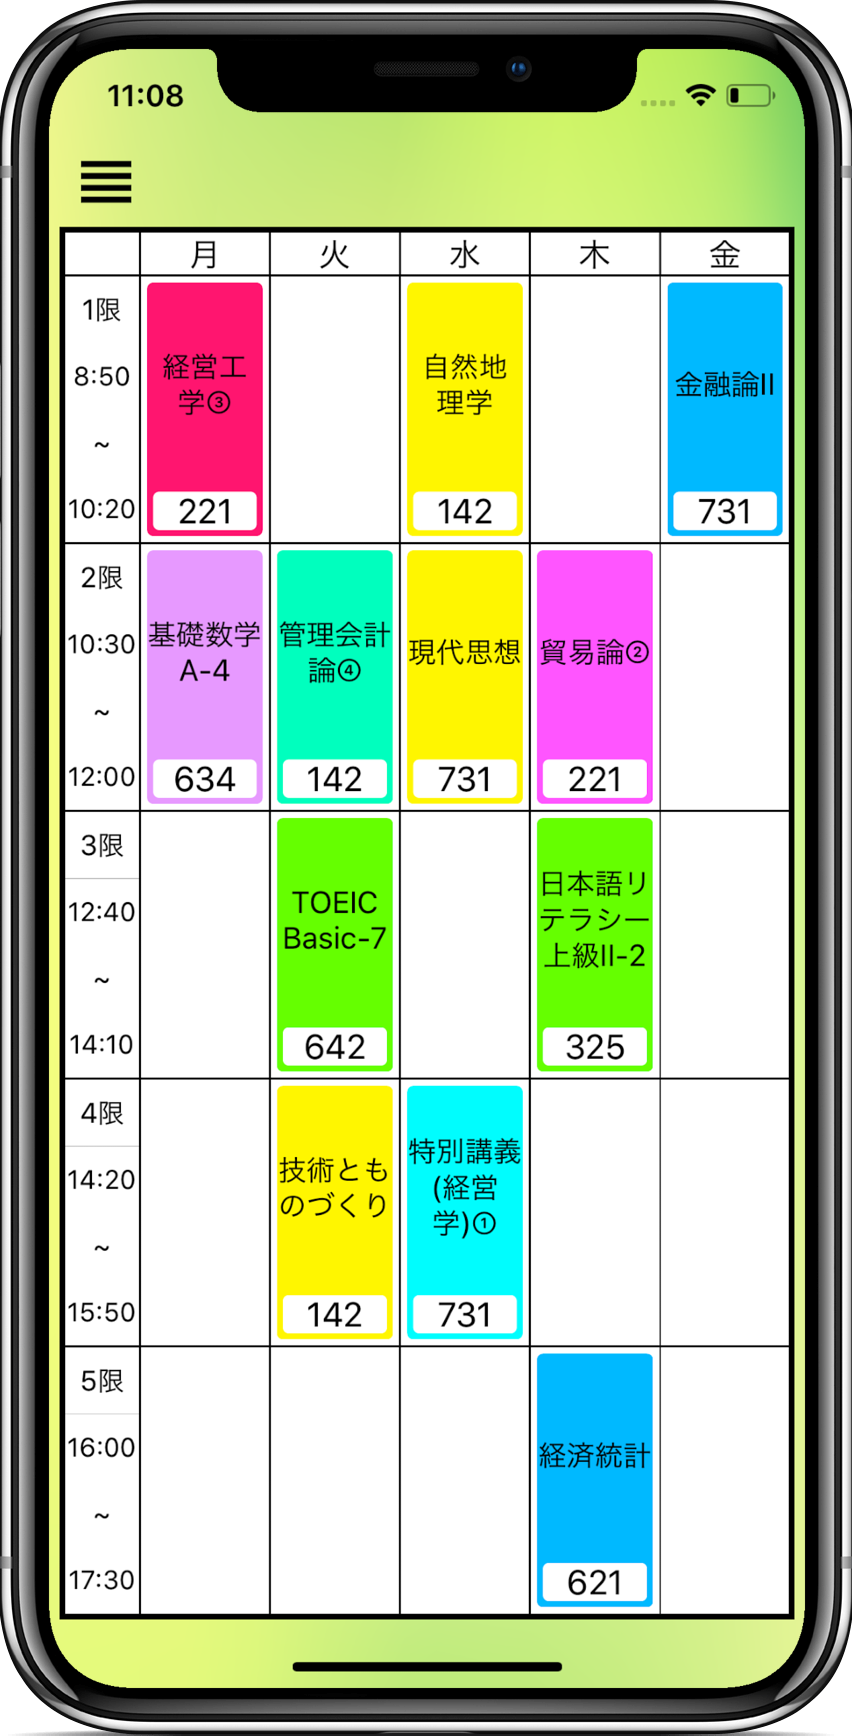 11:08
月 火 水 木 金
1限
8:50
~
10:20
経営工
学③
221
自然地
理学
142
金融論II
731
2限
10:30
~
12:00
基礎数学
A-4
634
管理会計
論④
142
現代思想
731
貿易論②
221
3限
12:40
~
14:10
TOEIC
Basic-7
642
日本語リ
テラシー
上級II-2
325
4限
14:20
~
15:50
技術とも
のづくり
142
特別講義
(経営
学)①
731
5限
16:00
~
17:30
経済統計
621